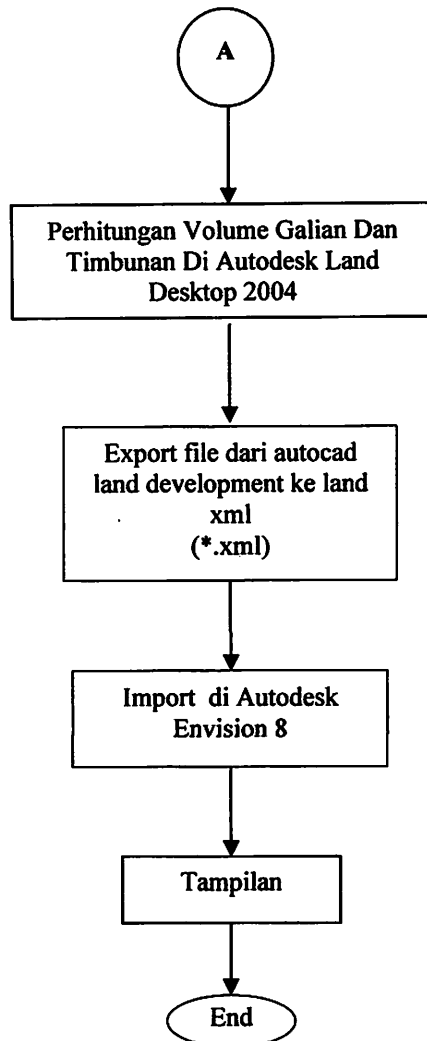 A
Perhitungan Volume Galian Dan
Timbunan Di Autodesk Land
Desktop 2004
Export file dari autocad
land development ke land
xml
(*.xml)
Import di Autodesk
Envision 8
Tampilan
End